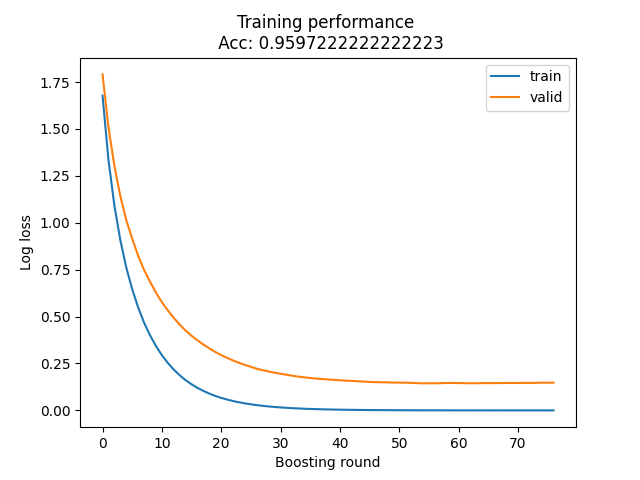 Training performance
Acc: 0.9597222222222223
train
valid
1.75
1.50
1.25
1.00
0.75
0.50
0.25
0.00
Log loss
0 10 20 30 40 50 60 70
Boosting round